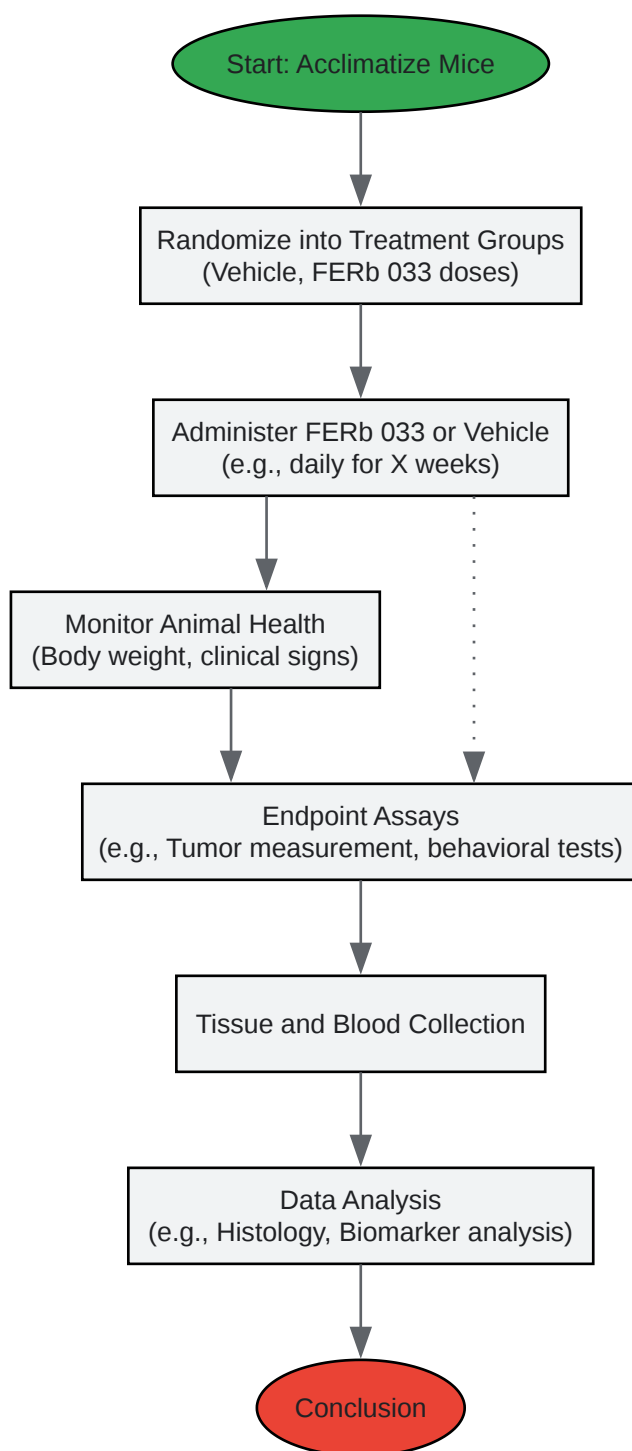 Start: Acclimatize Mice
Randomize into Treatment Groups
(Vehicle, FERb 033 doses)
Administer FERb 033 or Vehicle
(e.g., daily for X weeks)
Monitor Animal Health
(Body weight, clinical signs)
Endpoint Assays
(e.g., Tumor measurement, behavioral tests)
Tissue and Blood Collection
Data Analysis
(e.g., Histology, Biomarker analysis)
Conclusion